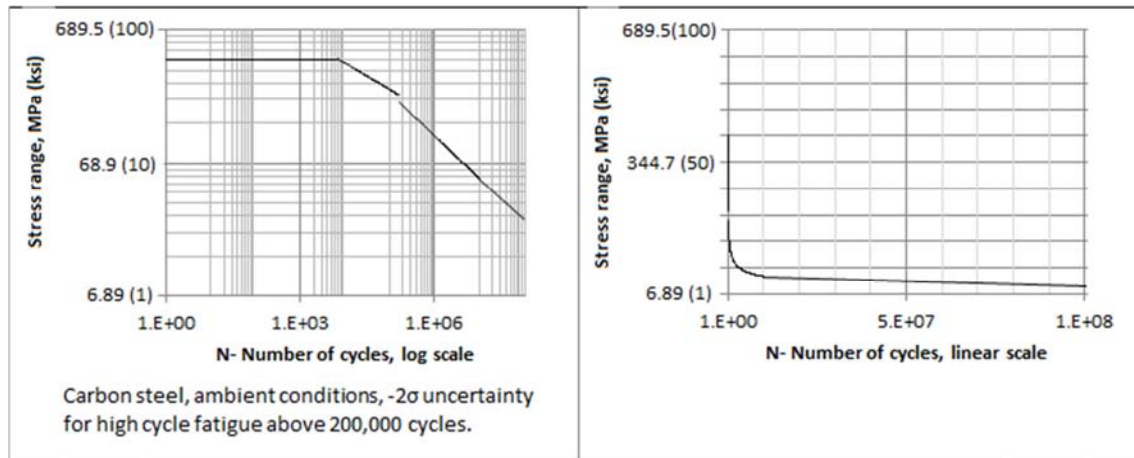 689.5 (100)
68.9 (10)
6.89 (1)
Stress range, MPa (ksi)
1.E+00 1.E+03 1.E+06
N- Number of cycles, log scale
Carbon steel, ambient conditions, -2σ uncertainty
for high cycle fatigue above 200,000 cycles.
689.5(100)
344.7 (50)
6.89 (1)
Stress range, MPa (ksi)
1.E+00 5.E+07 1.E+08
N- Number of cycles, linear scale